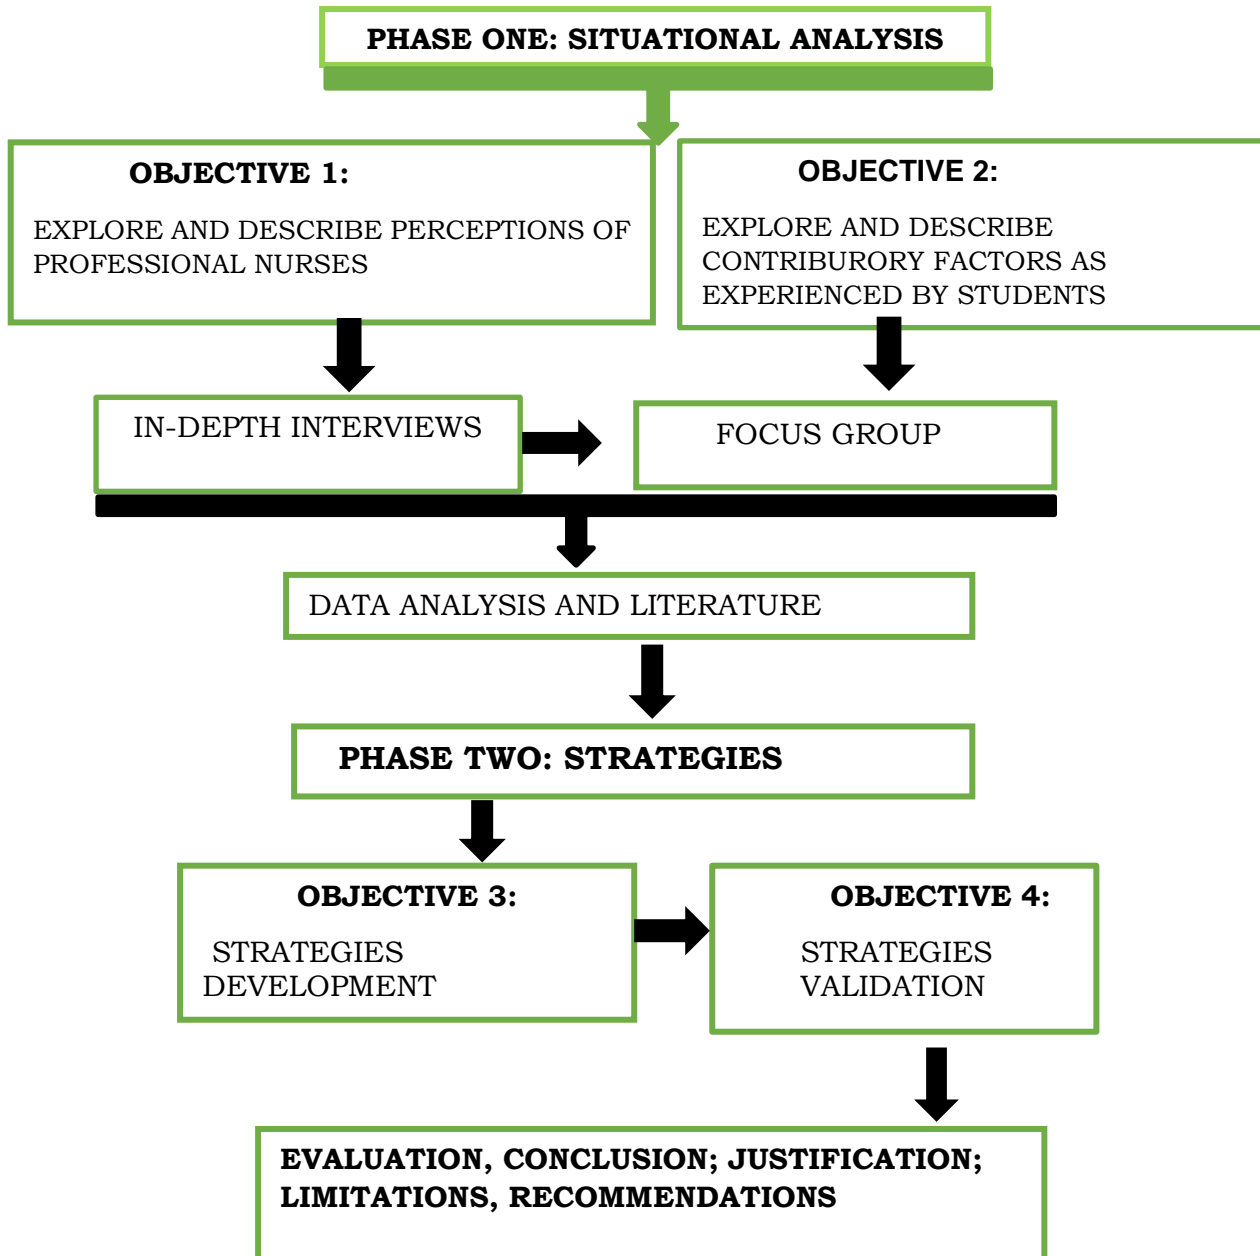 PHASE ONE: SITUATIONAL ANALYSIS
OBJECTIVE 1:
EXPLORE AND DESCRIBE PERCEPTIONS OF
PROFESSIONAL NURSES
OBJECTIVE 2:
EXPLORE AND DESCRIBE
CONTRIBURORY FACTORS AS
EXPERIENCED BY STUDENTS
IN-DEPTH INTERVIEWS
FOCUS GROUP
DATA ANALYSIS AND LITERATURE
PHASE TWO: STRATEGIES
OBJECTIVE 3:
STRATEGIES
DEVELOPMENT
OBJECTIVE 4:
STRATEGIES
VALIDATION
EVALUATION, CONCLUSION; JUSTIFICATION;
LIMITATIONS, RECOMMENDATIONS